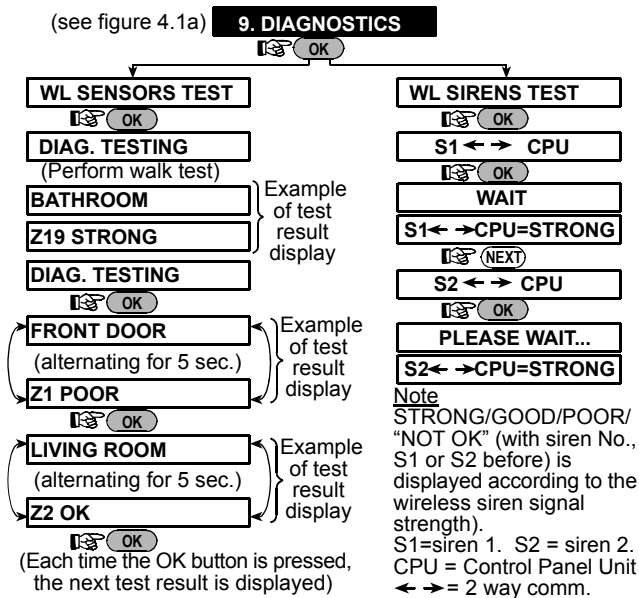 (see figure 4.1a) 9. DIAGNOSTICS
OK
WL SENSORS TEST
OK
DIAG. TESTING
(Perform walk test)
BATHROOM
Z19 STRONG
Example
of test
result
display
DIAG. TESTING
OK
FRONT DOOR
(alternating for 5 sec.)
Z1 POOR
Example
of test
result
display
OK
LIVING ROOM
(alternating for 5 sec.)
Z2 OK
Example
of test
result
display
OK
(Each time the OK button is pressed,
the next test result is displayed)
WL SIRENS TEST
OK
S1 ← → CPU
OK
WAIT
S1← →CPU=STRONG
NEXT
S2 ← → CPU
OK
PLEASE WAIT...
S2← →CPU=STRONG
Note
STRONG/GOOD/POOR/
“NOT OK” (with siren No.,
S1 or S2 before) is
displayed according to the
wireless siren signal
strength).
S1=siren 1. S2 = siren 2.
CPU = Control Panel Unit
← →= 2 way comm.